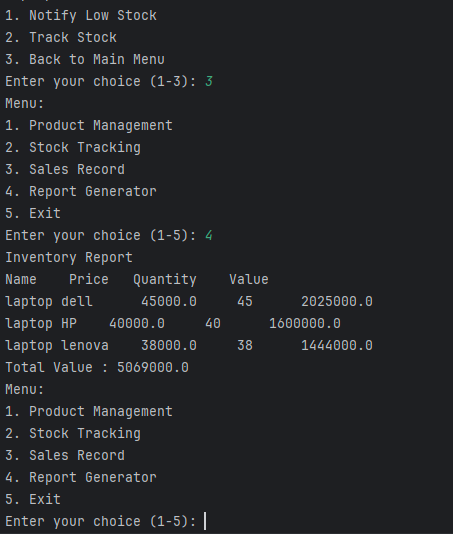 1. Notify Low Stock
2. Track Stock
3. Back to Main Menu
Enter your choice (1-3): 3
Menu:
1. Product Management
2. Stock Tracking
3. Sales Record
4. Report Generator
5. Exit
Enter your choice (1-5): 4
Inventory Report
Name    Price   Quantity    Value
laptop dell      45000.0     45      2025000.0
laptop HP    40000.0     40      1600000.0
laptop lenova    38000.0     38      1444000.0
Total Value : 5069000.0
Menu:
1. Product Management
2. Stock Tracking
3. Sales Record
4. Report Generator
5. Exit
Enter your choice (1-5):